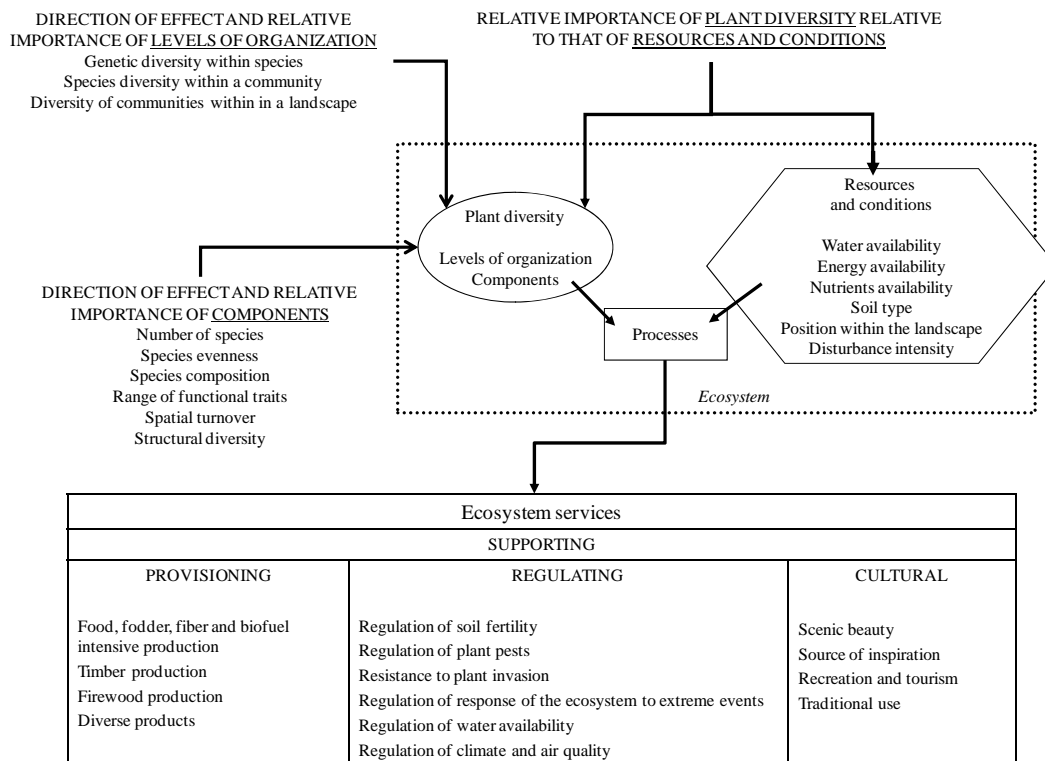 DIRECTION OF EFFECT AND RELATIVE
IMPORTANCE OF LEVELS OF ORGANIZATION
Genetic diversity within species
Species diversity within a community
Diversity of communities within in a landscape
RELATIVE IMPORTANCE OF PLANT DIVERSITY RELATIVE
TO THAT OF RESOURCES AND CONDITIONS
Plant diversity
Levels of organization
Components
Resources
and conditions
Water availability
Energy availability
Nutrients availability
Soil type
Position within the landscape
Disturbance intensity
DIRECTION OF EFFECT AND RELATIVE
IMPORTANCE OF COMPONENTS
Number of species
Species evenness
Species composition
Range of functional traits
Spatial turnover
Structural diversity
Processes
Ecosystem
Ecosystem services
SUPPORTING
PROVISIONING
Food, fodder, fiber and biofuel
intensive production
Timber production
Firewood production
Diverse products
REGULATING
Regulation of soil fertility
Regulation of plant pests
Resistance to plant invasion
Regulation of response of the ecosystem to extreme events
Regulation of water availability
Regulation of climate and air quality
CULTURAL
Scenic beauty
Source of inspiration
Recreation and tourism
Traditional use